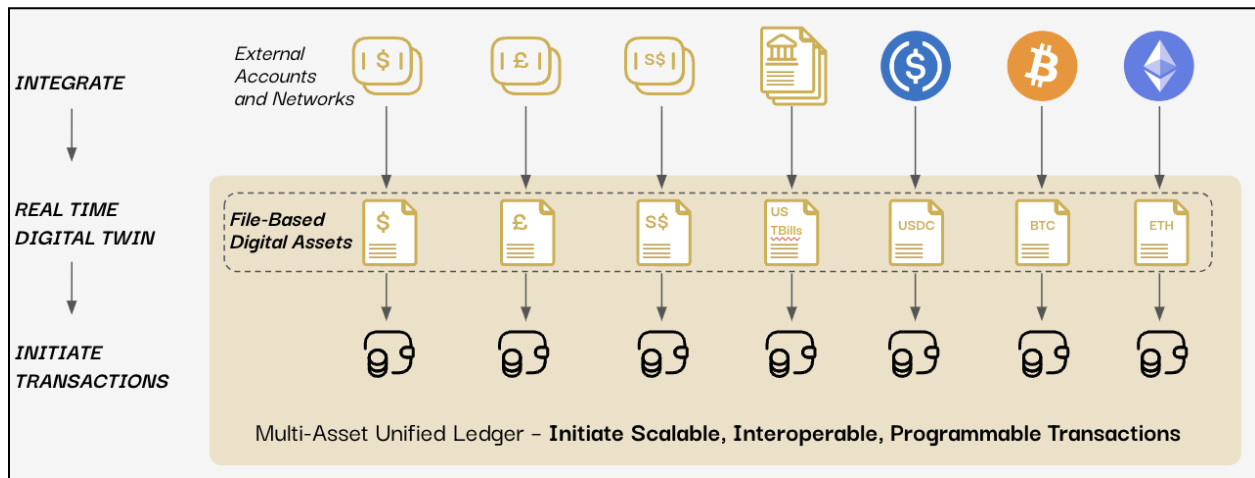 INTEGRATE
External
Accounts
and Networks
$
£
S$
$
REAL TIME
DIGITAL TWIN
File-Based
Digital Assets
$
£
S$
US
TBills
USDC
BTC
ETH
INITIATE
TRANSACTIONS
Multi-Asset Unified Ledger – Initiate Scalable, Interoperable, Programmable Transactions